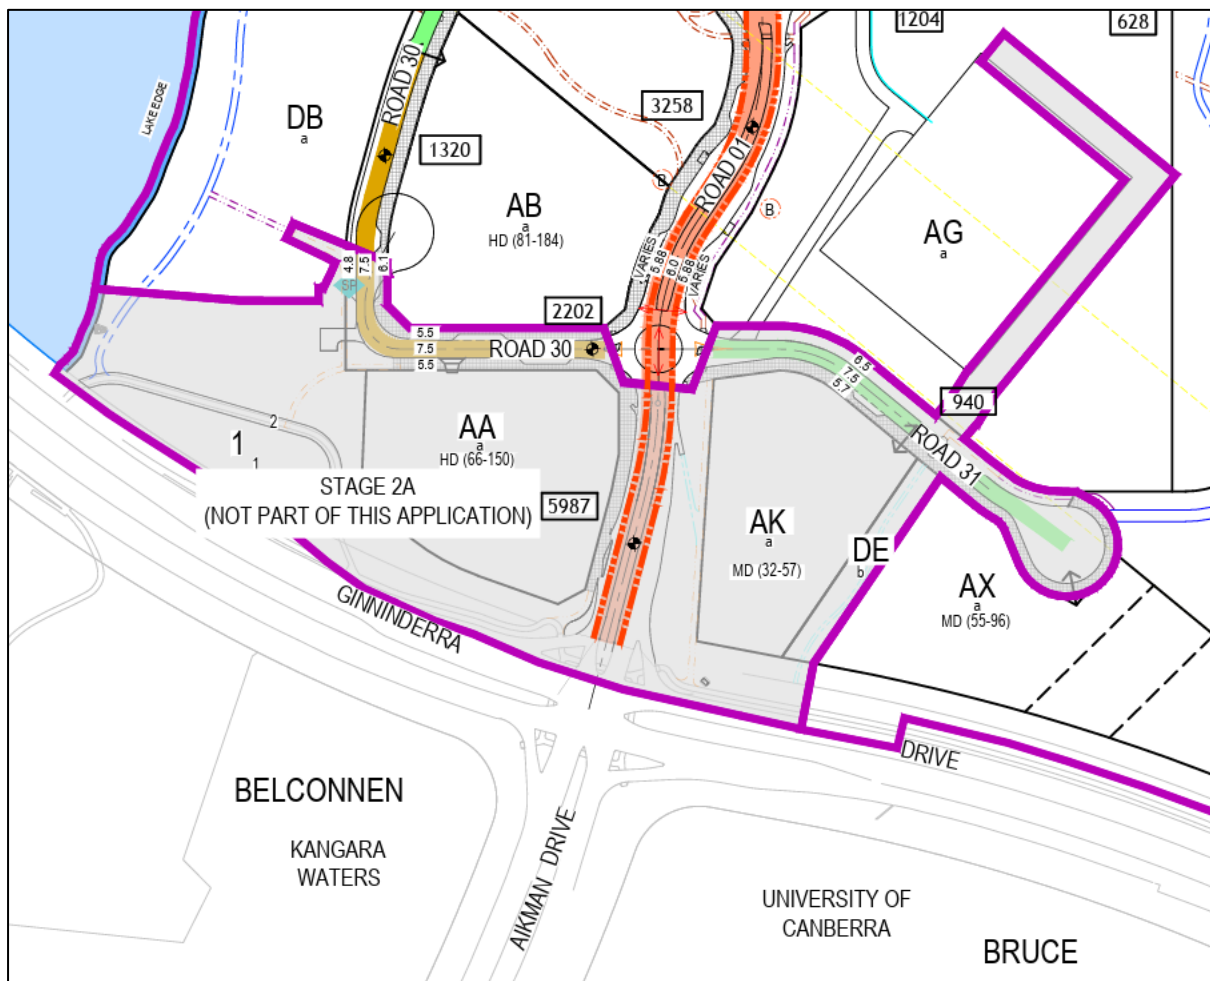 1204
628
LAKE EDGE
ROAD 30
3258
DB
a
1320
ROAD 01
B
B
AB
a
HD (81-184)
AG
a
VARIES
5.88
6.0
5.88
VARIES
4.8
7.5
6.1
SP
2202
5.5
7.5
5.5
ROAD 30
6.5
7.5
5.7
940
ROAD 31
2
1
1
AA
a
HD (66-150)
STAGE 2A
(NOT PART OF THIS APPLICATION)
5987
AK
a
MD (32-57)
DE
b
AX
a
MD (55-96)
GINNINDERRA
DRIVE
BELCONNEN
KANGARA
WATERS
AIKMAN DRIVE
UNIVERSITY OF
CANBERRA
BRUCE